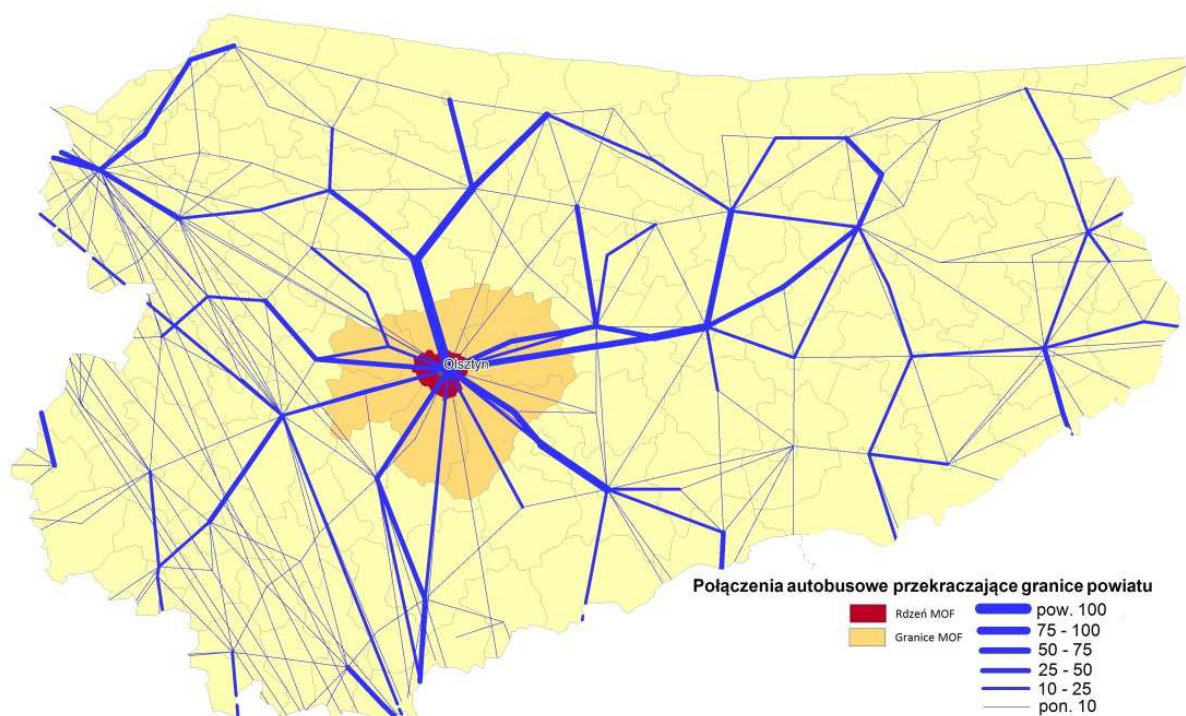 Olsztyn
Połączenia autobusowe przekraczające granice powiatu
Rdzeń MOF
Granice MOF
pow. 100
75 - 100
50 - 75
25 - 50
10 - 25
pon. 10